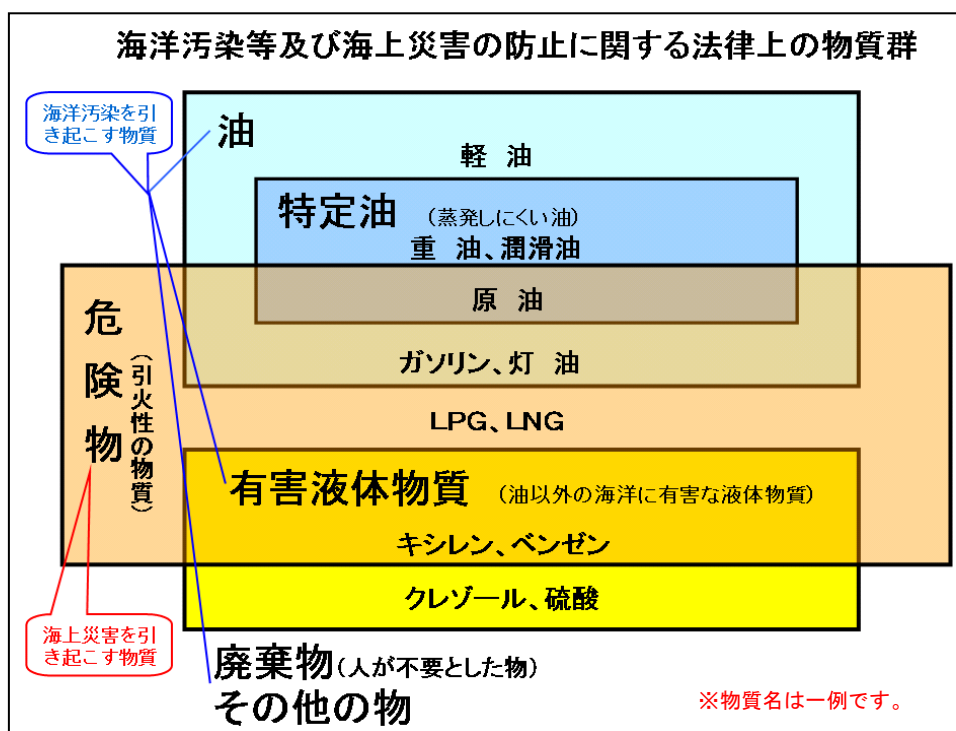 海洋汚染等及び海上災害の防止に関する法律上の物質群
海洋汚染を引
き起こす物質
油
軽 油
特定油 (蒸発しにくい油)
重 油、潤滑油
原 油
ガソリン、灯 油
危険物
(引火性の物質)
LPG、LNG
有害液体物質 (油以外の海洋に有害な液体物質)
キシレン、ベンゼン
クレゾール、硫酸
海上災害を引
き起こす物質
廃棄物(人が不要とした物)
その他の物
※物質名は一例です。